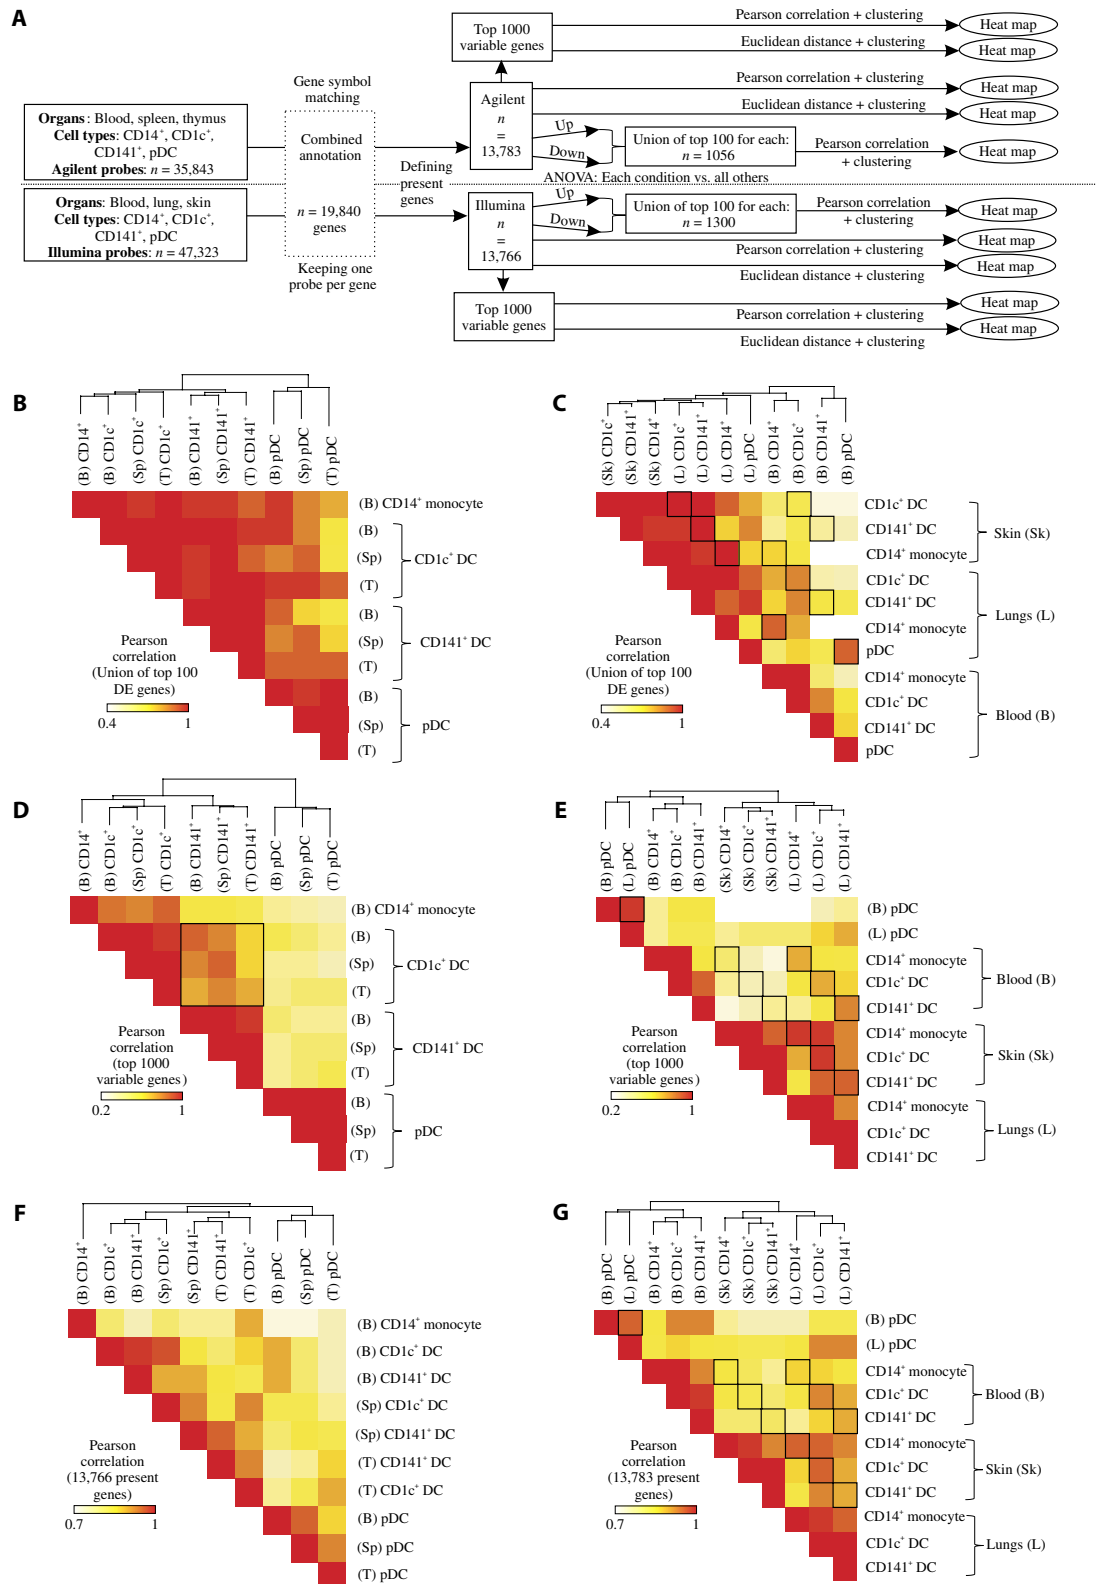 A
Organs: Blood, spleen, thymus
Cell types: CD14⁺, CD1c⁺,
CD141⁺, pDC
Agilent probes: n = 35,843
Organs: Blood, lung, skin
Cell types: CD14⁺, CD1c⁺,
CD141⁺, pDC
Illumina probes: n = 47,323
Gene symbol
matching
Combined
annotation
n = 19,840
genes
Keeping one
probe per gene
Defining
present
genes
Top 1000
variable genes
Agilent
n
=
13,783
Up
Down
Union of top 100 for each:
n = 1056
ANOVA: Each condition vs. all others
Illumina
n
=
13,766
Up
Down
Union of top 100 for each:
n = 1300
Top 1000
variable genes
Pearson correlation + clustering
Heat map
Euclidean distance + clustering
Heat map
Pearson correlation + clustering
Heat map
Euclidean distance + clustering
Heat map
Pearson correlation
+ clustering
Heat map
Pearson correlation
+ clustering
Heat map
Pearson correlation + clustering
Heat map
Euclidean distance + clustering
Heat map
Pearson correlation + clustering
Heat map
Euclidean distance + clustering
Heat map
B
(B) CD14⁺
(B) CD1c⁺
(Sp) CD1c⁺
(T) CD1c⁺
(B) CD141⁺
(Sp) CD141⁺
(T) CD141⁺
(B) pDC
(Sp) pDC
(T) pDC
(B) CD14⁺ monocyte
(B)
(Sp)
(T)
CD1c⁺ DC
(B)
(Sp)
(T)
CD141⁺ DC
(B)
(Sp)
(T)
pDC
Pearson
correlation
(Union of top 100
DE genes)
0.4
1
C
(Sk) CD1c⁺
(Sk) CD141⁺
(Sk) CD14⁺
(L) CD1c⁺
(L) CD141⁺
(L) CD14⁺
(L) pDC
(B) CD14⁺
(B) CD1c⁺
(B) CD141⁺
(B) pDC
CD1c⁺ DC
CD141⁺ DC
CD14⁺ monocyte
Skin (Sk)
CD1c⁺ DC
CD141⁺ DC
CD14⁺ monocyte
pDC
Lungs (L)
CD14⁺ monocyte
CD1c⁺ DC
CD141⁺ DC
pDC
Blood (B)
Pearson
correlation
(Union of top 100
DE genes)
0.4
1
D
(B) CD14⁺
(B) CD1c⁺
(Sp) CD1c⁺
(T) CD1c⁺
(B) CD141⁺
(Sp) CD141⁺
(T) CD141⁺
(B) pDC
(Sp) pDC
(T) pDC
(B) CD14⁺ monocyte
(B)
(Sp)
(T)
CD1c⁺ DC
(B)
(Sp)
(T)
CD141⁺ DC
(B)
(Sp)
(T)
pDC
Pearson
correlation
(top 1000
variable genes)
0.2
1
E
(B) pDC
(L) pDC
(B) CD14⁺
(B) CD1c⁺
(B) CD141⁺
(Sk) CD14⁺
(Sk) CD1c⁺
(Sk) CD141⁺
(L) CD14⁺
(L) CD1c⁺
(L) CD141⁺
(B) pDC
(L) pDC
CD14⁺ monocyte
CD1c⁺ DC
CD141⁺ DC
Blood (B)
CD14⁺ monocyte
CD1c⁺ DC
CD141⁺ DC
Skin (Sk)
CD14⁺ monocyte
CD1c⁺ DC
CD141⁺ DC
Lungs (L)
Pearson
correlation
(top 1000
variable genes)
0.2
1
F
(B) CD14⁺
(B) CD1c⁺
(B) CD141⁺
(Sp) CD1c⁺
(Sp) CD141⁺
(T) CD141⁺
(T) CD1c⁺
(B) pDC
(Sp) pDC
(T) pDC
(B) CD14⁺ monocyte
(B) CD1c⁺ DC
(B) CD141⁺ DC
(Sp) CD1c⁺ DC
(Sp) CD141⁺ DC
(T) CD141⁺ DC
(T) CD1c⁺ DC
(B) pDC
(Sp) pDC
(T) pDC
Pearson
correlation
(13,766 present
genes)
0.7
1
G
(B) pDC
(L) pDC
(B) CD14⁺
(B) CD1c⁺
(B) CD141⁺
(Sk) CD14⁺
(Sk) CD1c⁺
(Sk) CD141⁺
(L) CD14⁺
(L) CD1c⁺
(L) CD141⁺
(B) pDC
(L) pDC
CD14⁺ monocyte
CD1c⁺ DC
CD141⁺ DC
Blood (B)
CD14⁺ monocyte
CD1c⁺ DC
CD141⁺ DC
Skin (Sk)
CD14⁺ monocyte
CD1c⁺ DC
CD141⁺ DC
Lungs (L)
Pearson
correlation
(13,783 present
genes)
0.7
1